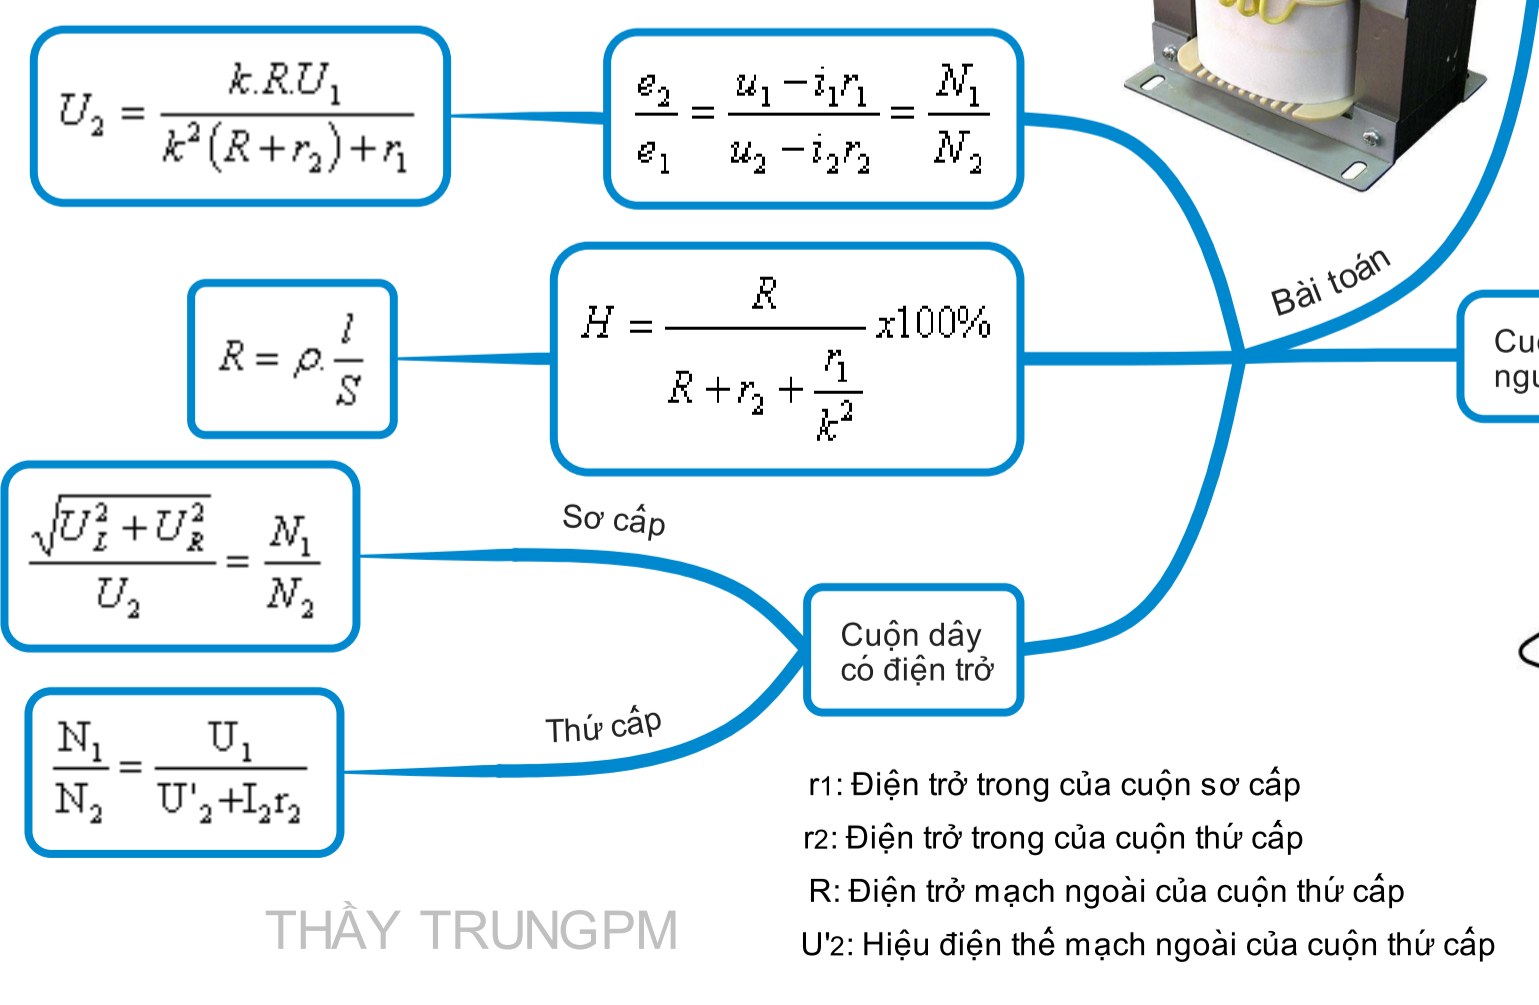 U₂ = k.R.U₁ / (k²(R+r₂)+r₁)
e₂/e₁ = (u₁ − i₁r₁)/(u₂ − i₂r₂) = N₁/N₂
Bài toán
R = ρ. l/S
H = R / (R + r₂ + r₁/k²) x100%
√(U_L² + U_R²) / U₂ = N₁/N₂
Sơ cấp
Cuộn dây
có điện trở
N₁/N₂ = U₁/(U'₂+I₂r₂)
Thứ cấp
r1: Điện trở trong của cuộn sơ cấp
r2: Điện trở trong của cuộn thứ cấp
R: Điện trở mạch ngoài của cuộn thứ cấp
U'2: Hiệu điện thế mạch ngoài của cuộn thứ cấp
THẦY TRUNGPM